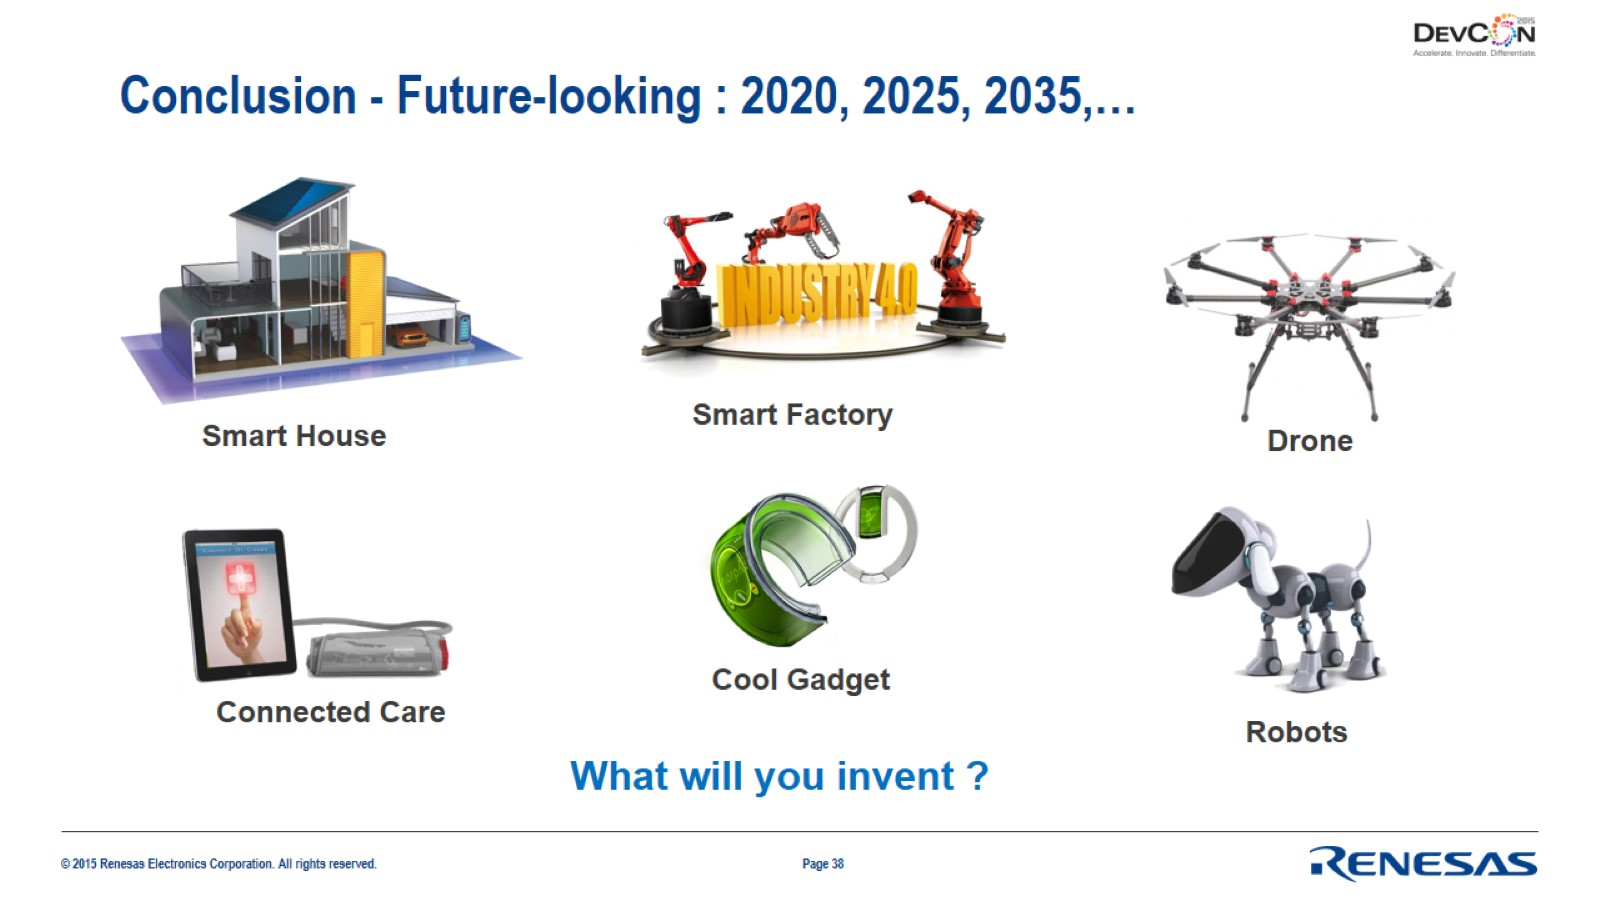 2015
DEVCON
Accelerate. Innovate. Differentiate.
Conclusion - Future-looking : 2020, 2025, 2035,…
INDUSTRY 4.0
Smart House
Smart Factory
Drone
Connected Care
Cool Gadget
Robots
What will you invent ?
© 2015 Renesas Electronics Corporation. All rights reserved.
Page 38
RENESAS